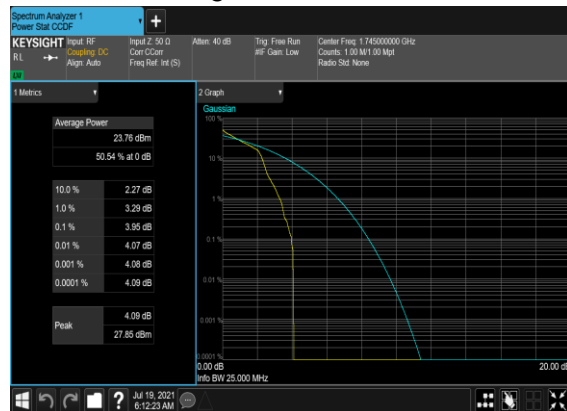 Spectrum Analyzer 1
Power Stat CCDF
+
KEYSIGHT
RL
Input: RF
Coupling: DC
Align: Auto
Input Z: 50 Ω
Corr CCorr
Freq Ref: Int (S)
Atten: 40 dB
Trig: Free Run
#IF Gain: Low
Center Freq: 1.745000000 GHz
Counts: 1.00 M/1.00 Mpt
Radio Std: None
1 Metrics
Average Power
23.76 dBm
50.54 % at 0 dB
10.0 % 2.27 dB
1.0 % 3.29 dB
0.1 % 3.95 dB
0.01 % 4.07 dB
0.001 % 4.08 dB
0.0001 % 4.09 dB
Peak
4.09 dB
27.85 dBm
2 Graph
Gaussian
100 %
10 %
1 %
0.1 %
0.01 %
0.001 %
0.0001 %
0.00 dB
20.00 dB
Info BW 25.000 MHz
?
Jul 19, 2021
6:12:23 AM